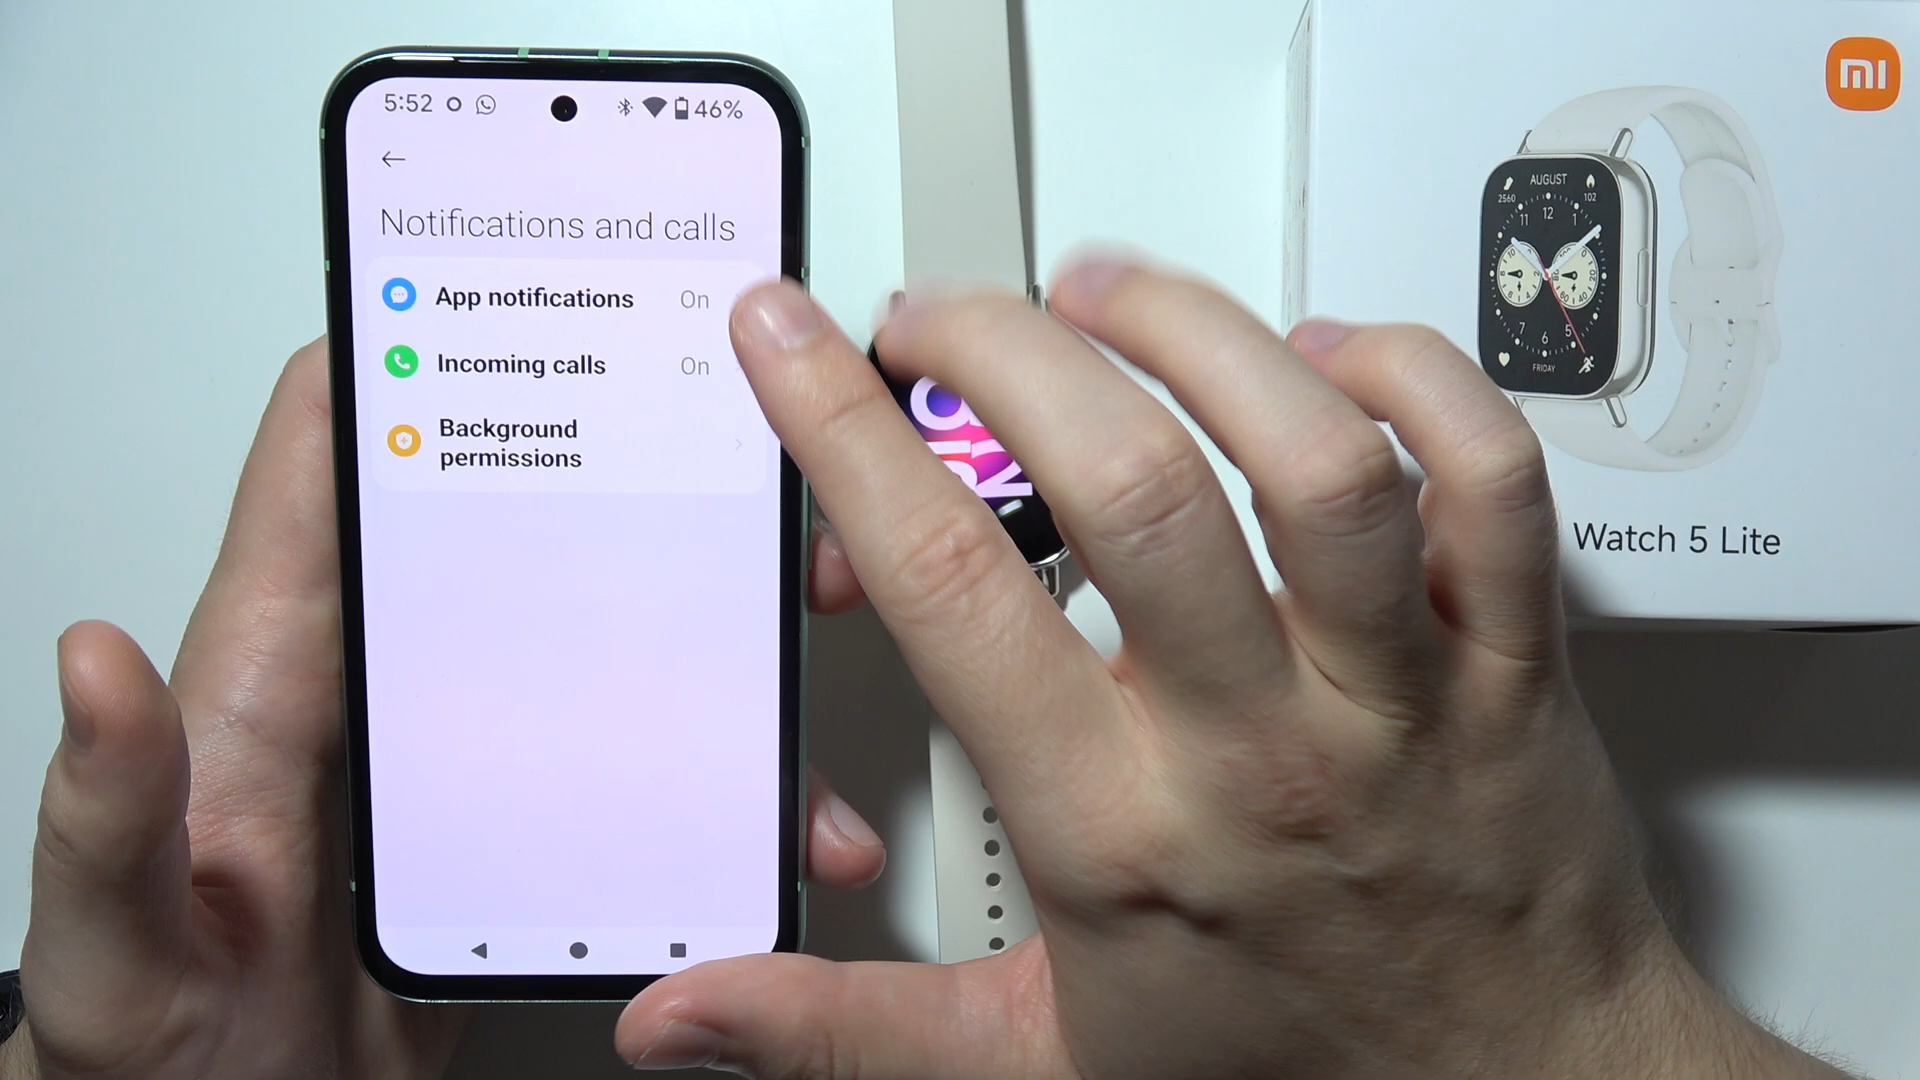 5:52
46%
Notifications and calls
App notifications On
Incoming calls On
Background
permissions
mi
AUGUST
2560
102
11 12 1
7 6 5
FRIDAY
Watch 5 Lite